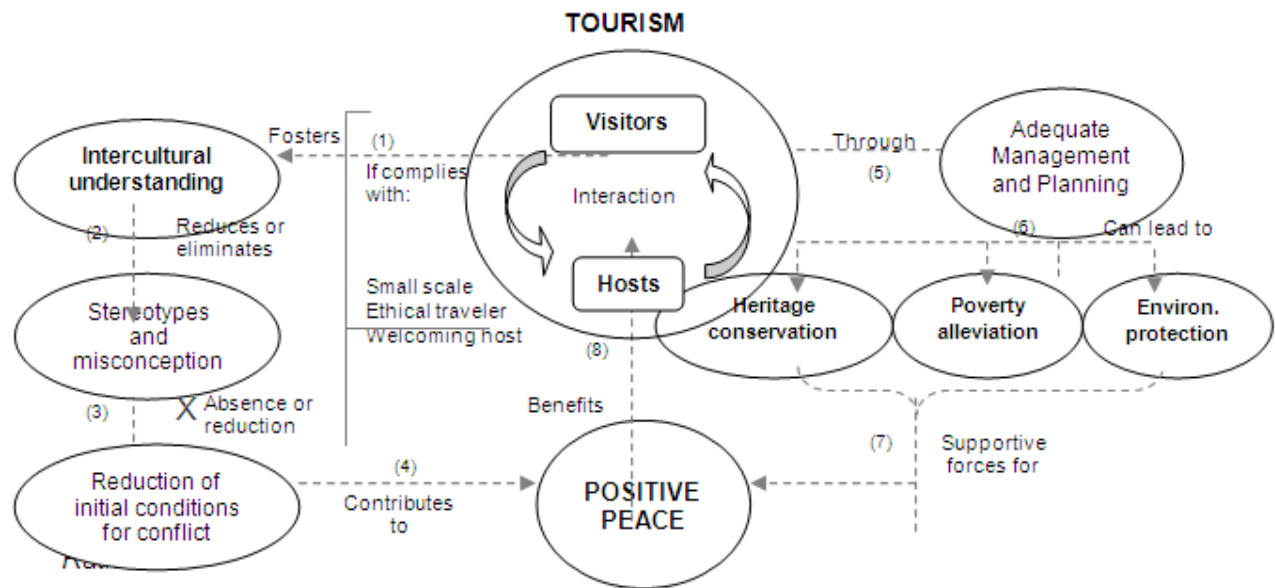 TOURISM
Visitors
Interaction
Hosts
Fosters
(1)
If complies
with:
Small scale
Ethical traveler
Welcoming host
Intercultural
understanding
(2)
Reduces or
eliminates
Stereotypes
and
misconception
(3)
X
Absence or
reduction
Reduction of
initial conditions
for conflict
(4)
Contributes
to
POSITIVE
PEACE
Through
(5)
Adequate
Management
and Planning
(6)
Can lead to
Heritage
conservation
Poverty
alleviation
Environ.
protection
(7)
Supportive
forces for
(8)
Benefits